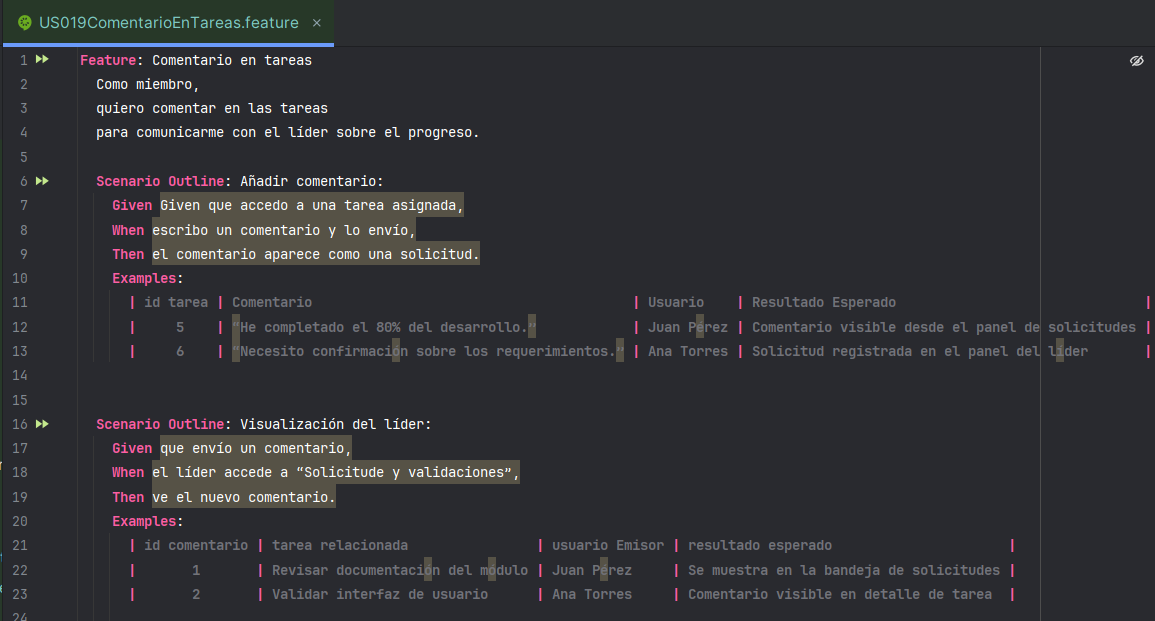 US019ComentarioEnTareas.feature ×
1 Feature: Comentario en tareas
2 Como miembro,
3 quiero comentar en las tareas
4 para comunicarme con el líder sobre el progreso.
5
6 Scenario Outline: Añadir comentario:
7 Given Given que accedo a una tarea asignada,
8 When escribo un comentario y lo envío,
9 Then el comentario aparece como una solicitud.
10 Examples:
11 | id tarea | Comentario | Usuario | Resultado Esperado |
12 | 5 | “He completado el 80% del desarrollo.” | Juan Pérez | Comentario visible desde el panel de solicitudes |
13 | 6 | “Necesito confirmación sobre los requerimientos.” | Ana Torres | Solicitud registrada en el panel del líder |
14
15
16 Scenario Outline: Visualización del líder:
17 Given que envío un comentario,
18 When el líder accede a “Solicitude y validaciones”,
19 Then ve el nuevo comentario.
20 Examples:
21 | id comentario | tarea relacionada | usuario Emisor | resultado esperado |
22 | 1 | Revisar documentación del módulo | Juan Pérez | Se muestra en la bandeja de solicitudes |
23 | 2 | Validar interfaz de usuario | Ana Torres | Comentario visible en detalle de tarea |
24